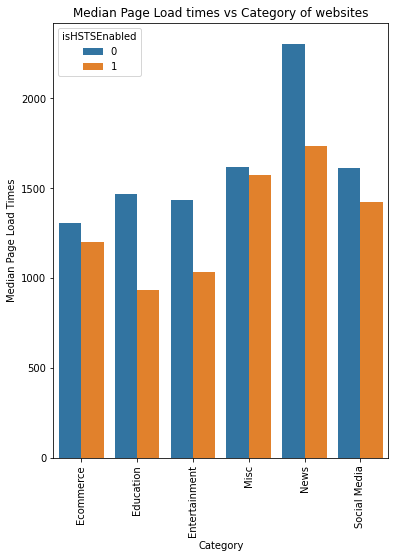 Median Page Load times vs Category of websites
isHSTSEnabled
0
1
Median Page Load Times
2000
1500
1000
500
0
Ecommerce
Education
Entertainment
Misc
News
Social Media
Category